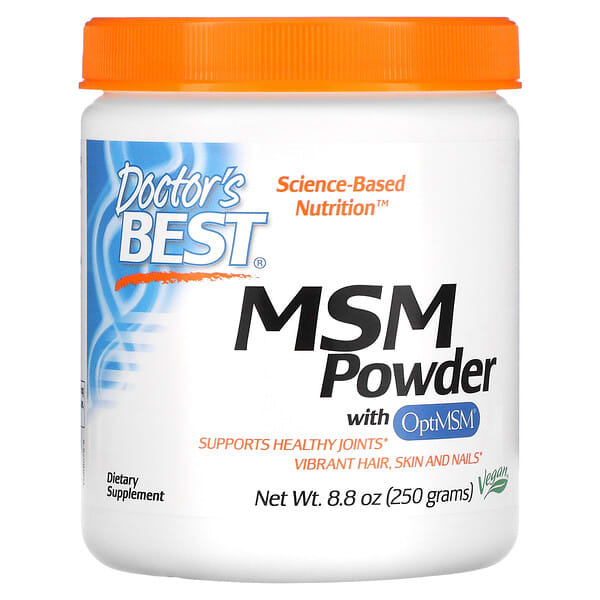 Doctor's
BEST®
Science-Based
Nutrition™
MSM
Powder
with OptiMSM®
SUPPORTS HEALTHY JOINTS*
VIBRANT HAIR, SKIN AND NAILS*
Dietary
Supplement
Net Wt. 8.8 oz (250 grams)
Vegan